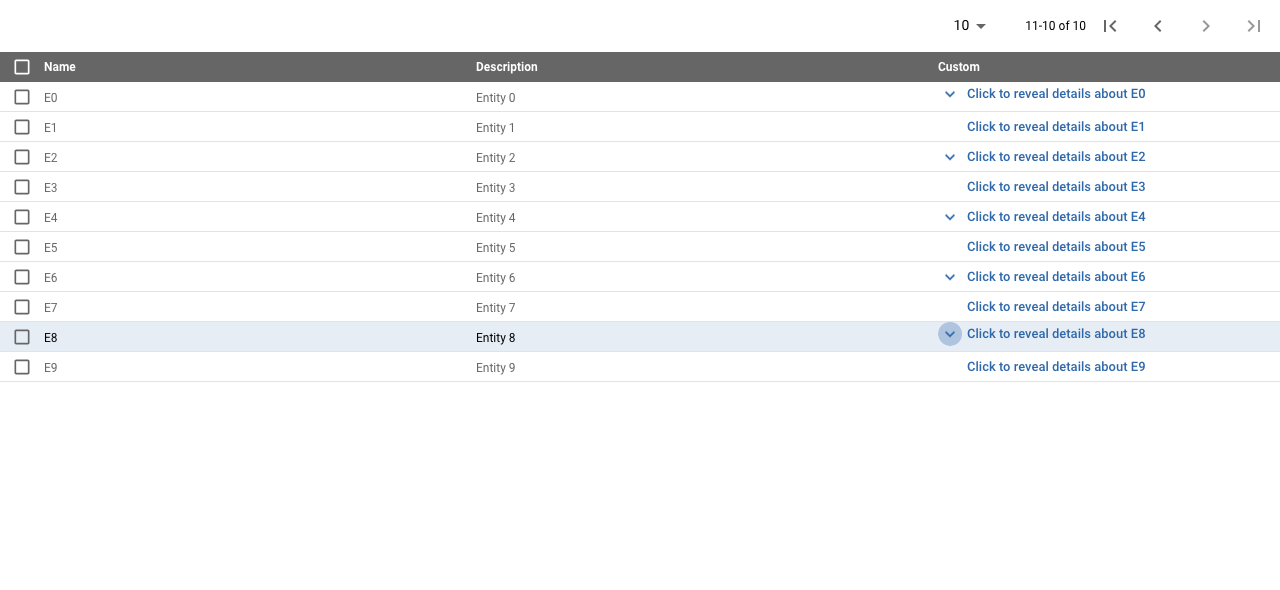 10 11-10 of 10
Name Description Custom
E0 Entity 0 Click to reveal details about E0
E1 Entity 1 Click to reveal details about E1
E2 Entity 2 Click to reveal details about E2
E3 Entity 3 Click to reveal details about E3
E4 Entity 4 Click to reveal details about E4
E5 Entity 5 Click to reveal details about E5
E6 Entity 6 Click to reveal details about E6
E7 Entity 7 Click to reveal details about E7
E8 Entity 8 Click to reveal details about E8
E9 Entity 9 Click to reveal details about E9